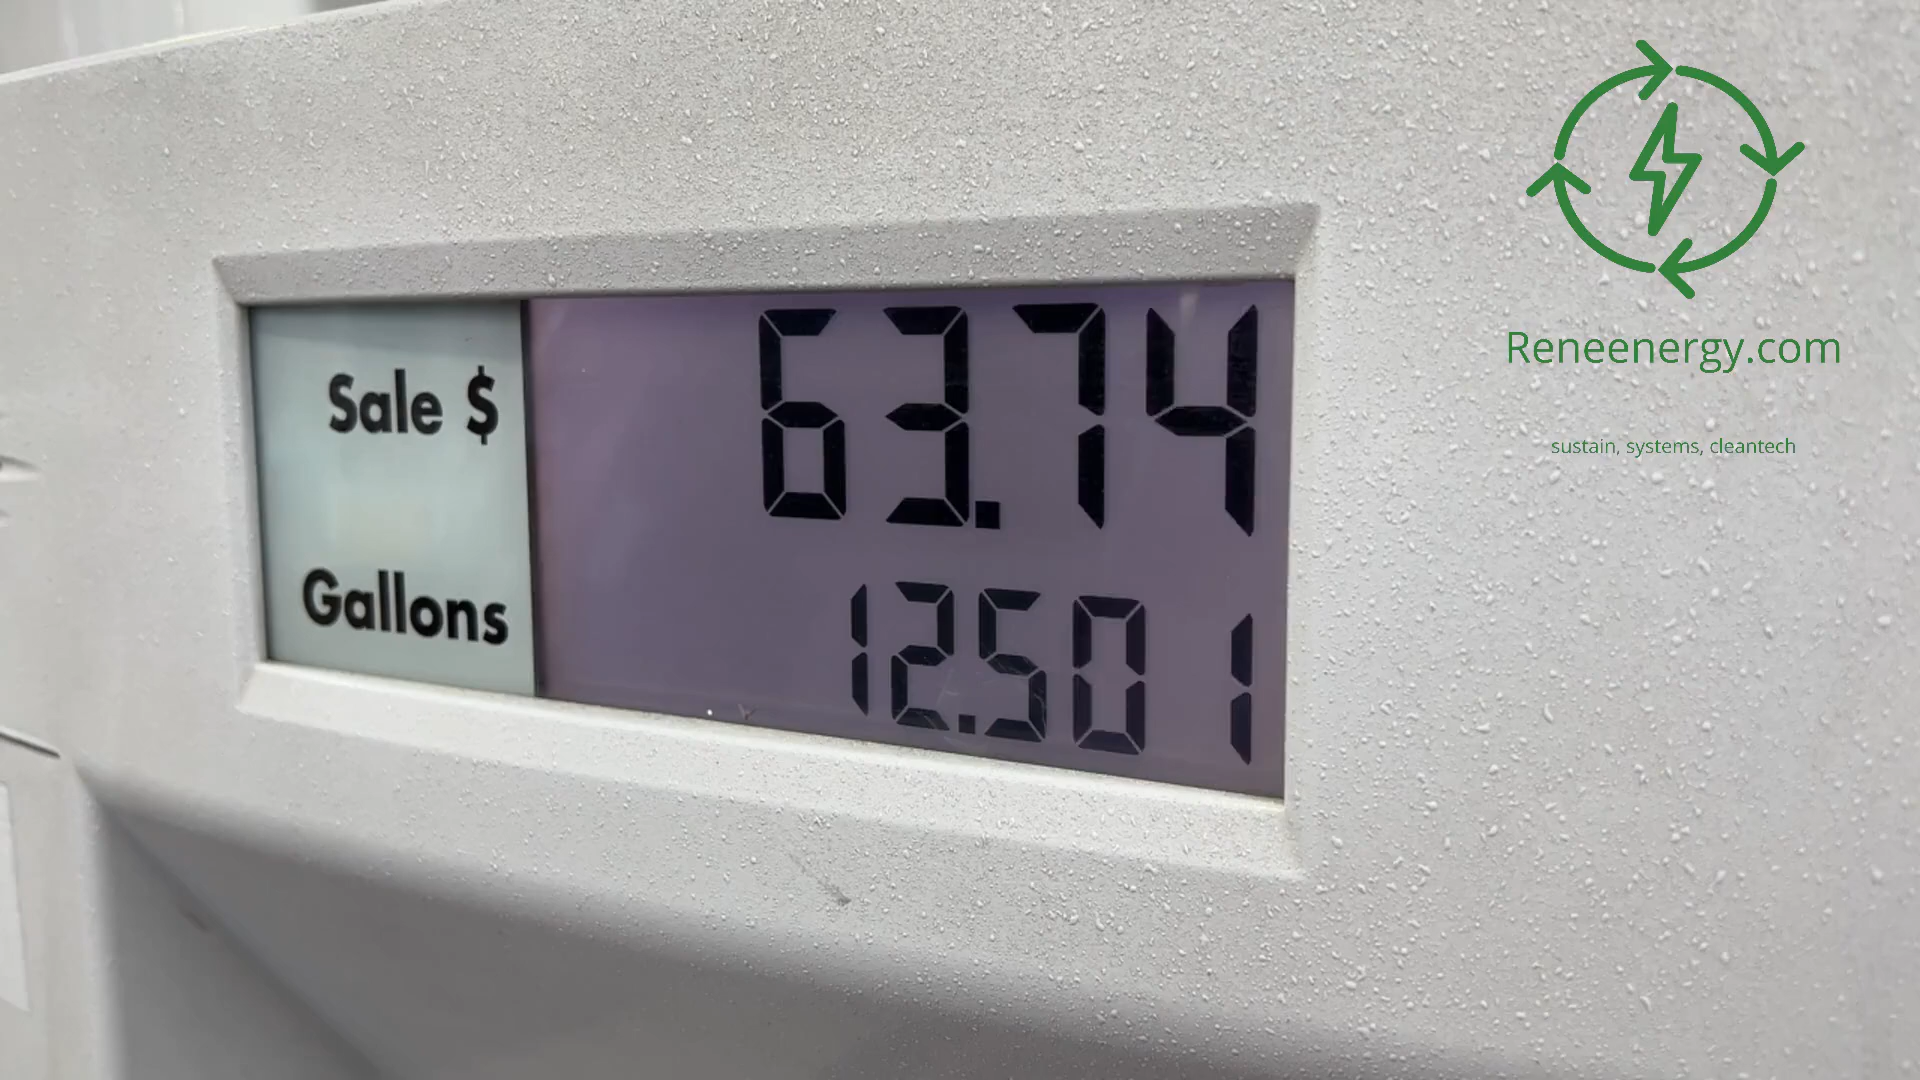 Sale $ 63.74
Gallons 12.501
Reneenergy.com
sustain, systems, cleantech